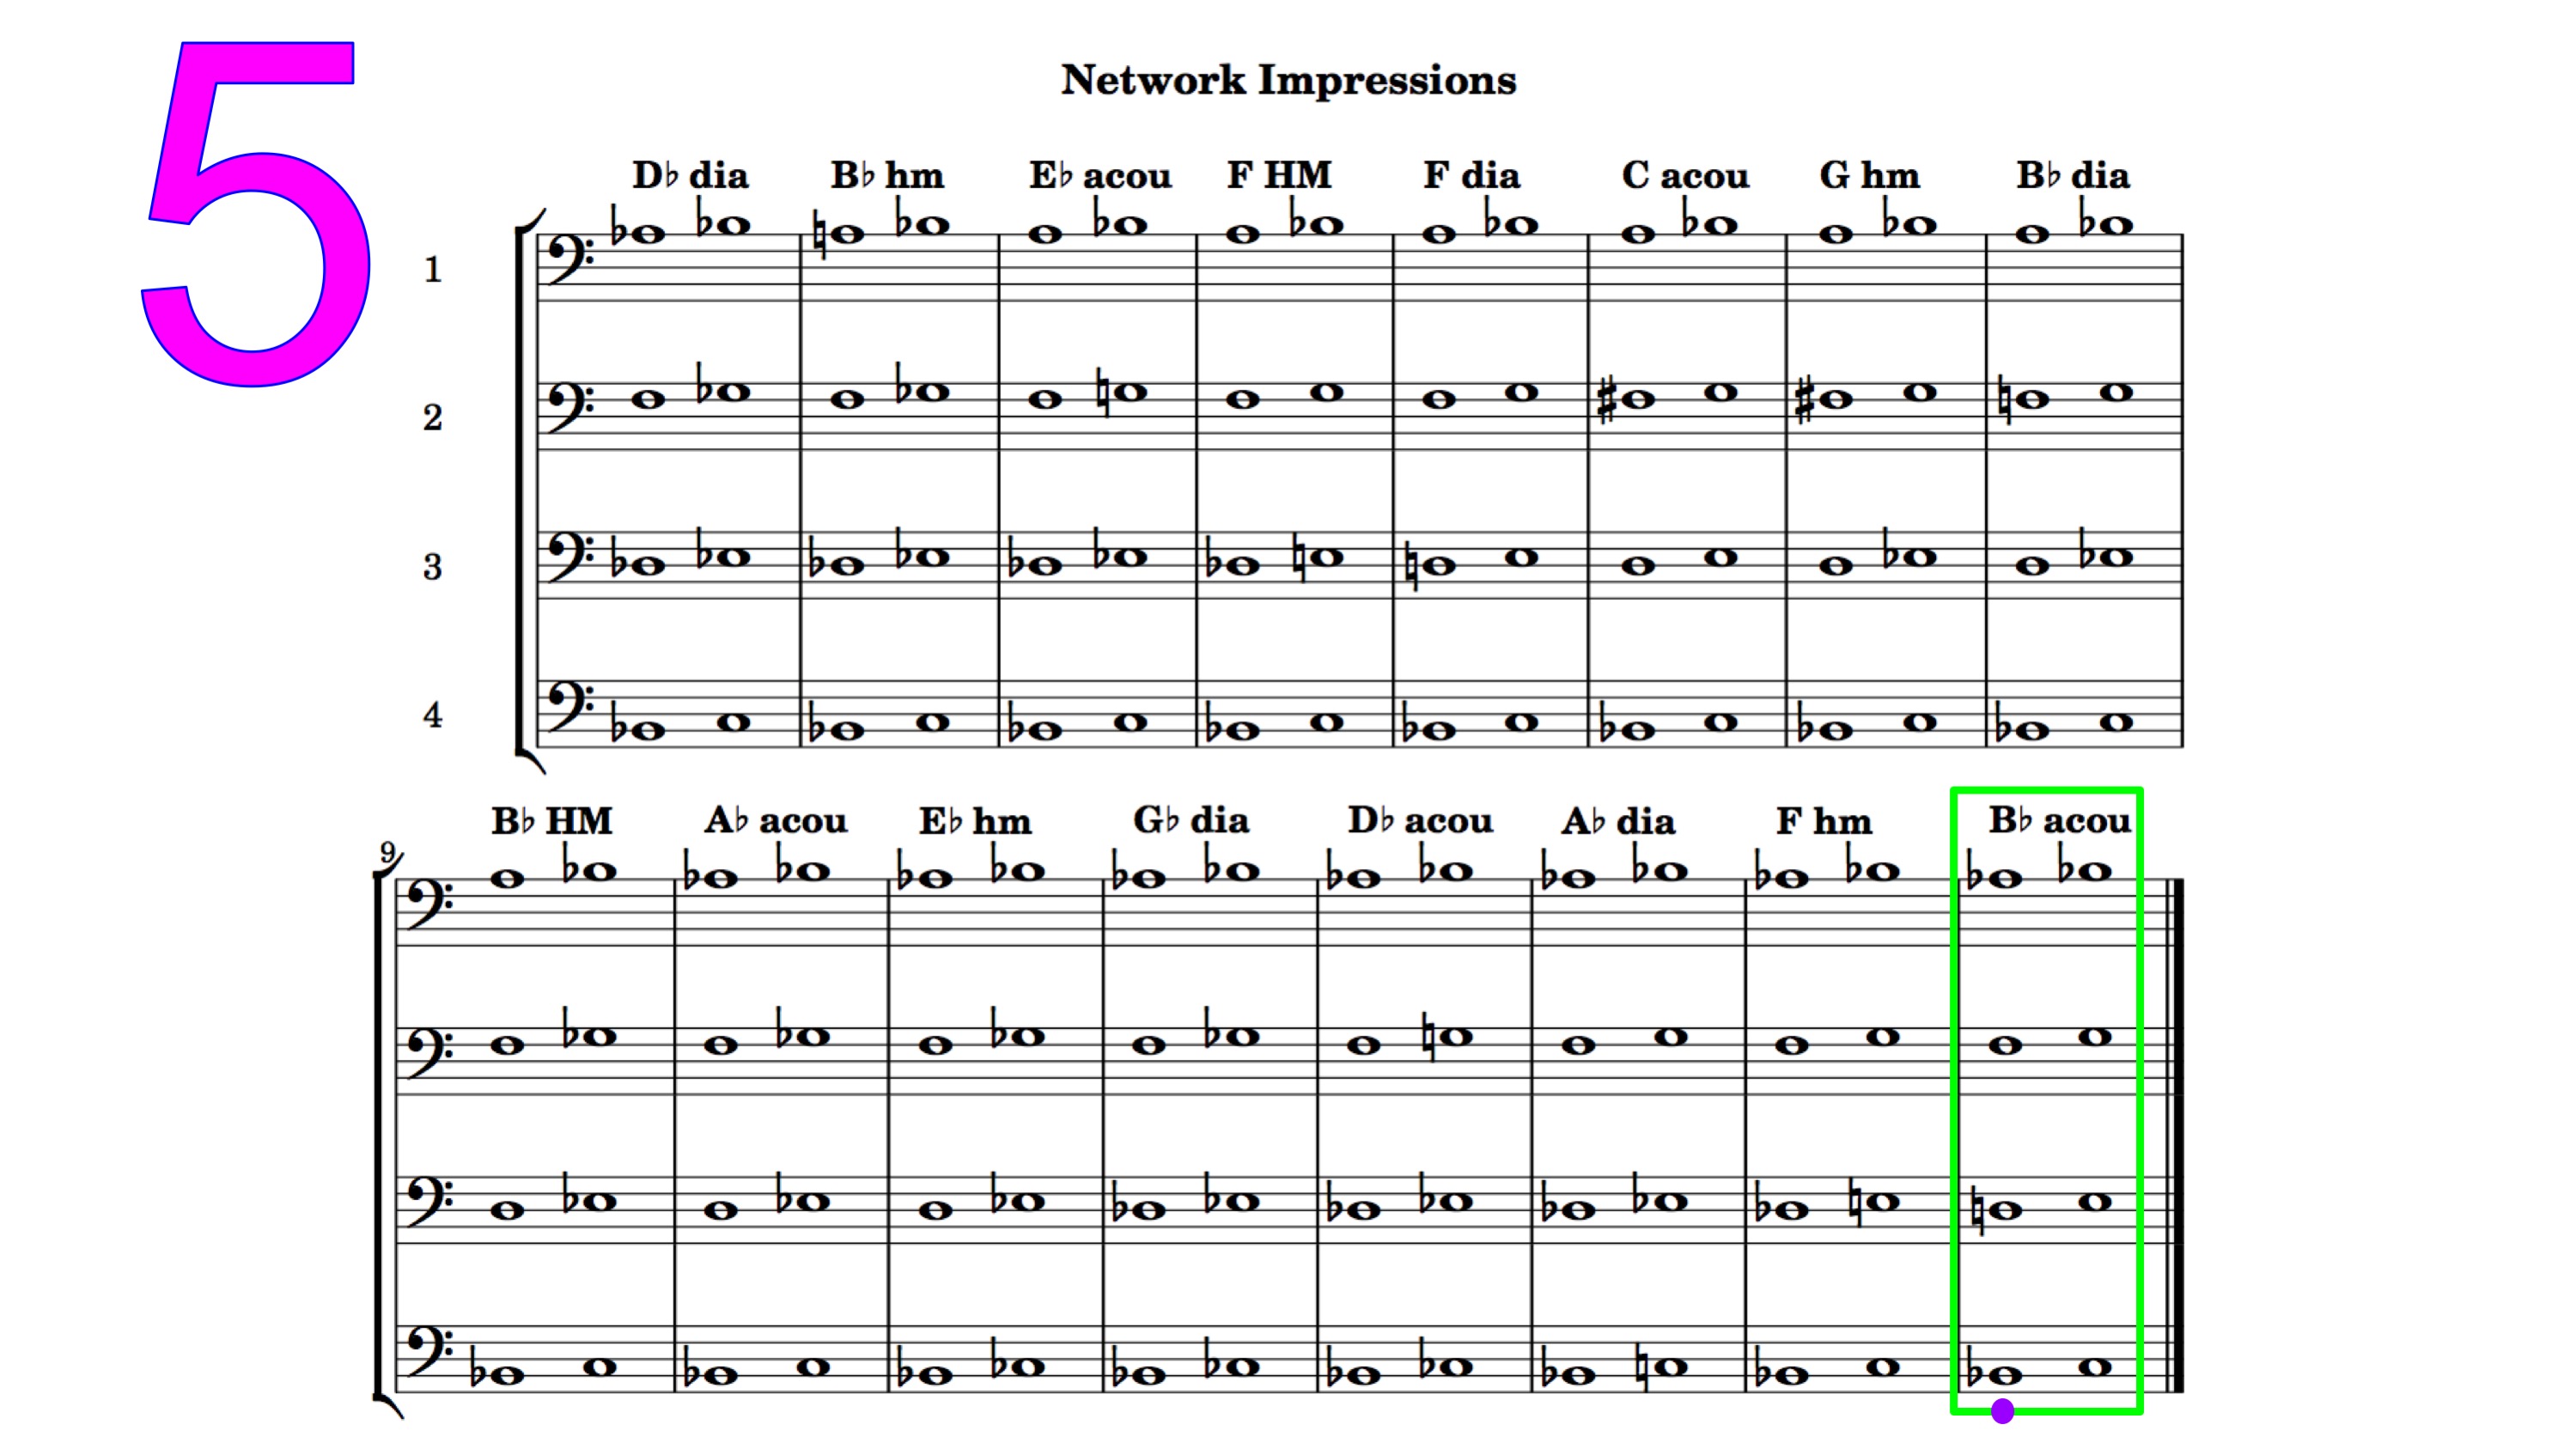 5
Network Impressions
D♭ dia B♭ hm E♭ acou F HM F dia C acou G hm B♭ dia
1
2
3
4
B♭ HM A♭ acou E♭ hm G♭ dia D♭ acou A♭ dia F hm B♭ acou
9